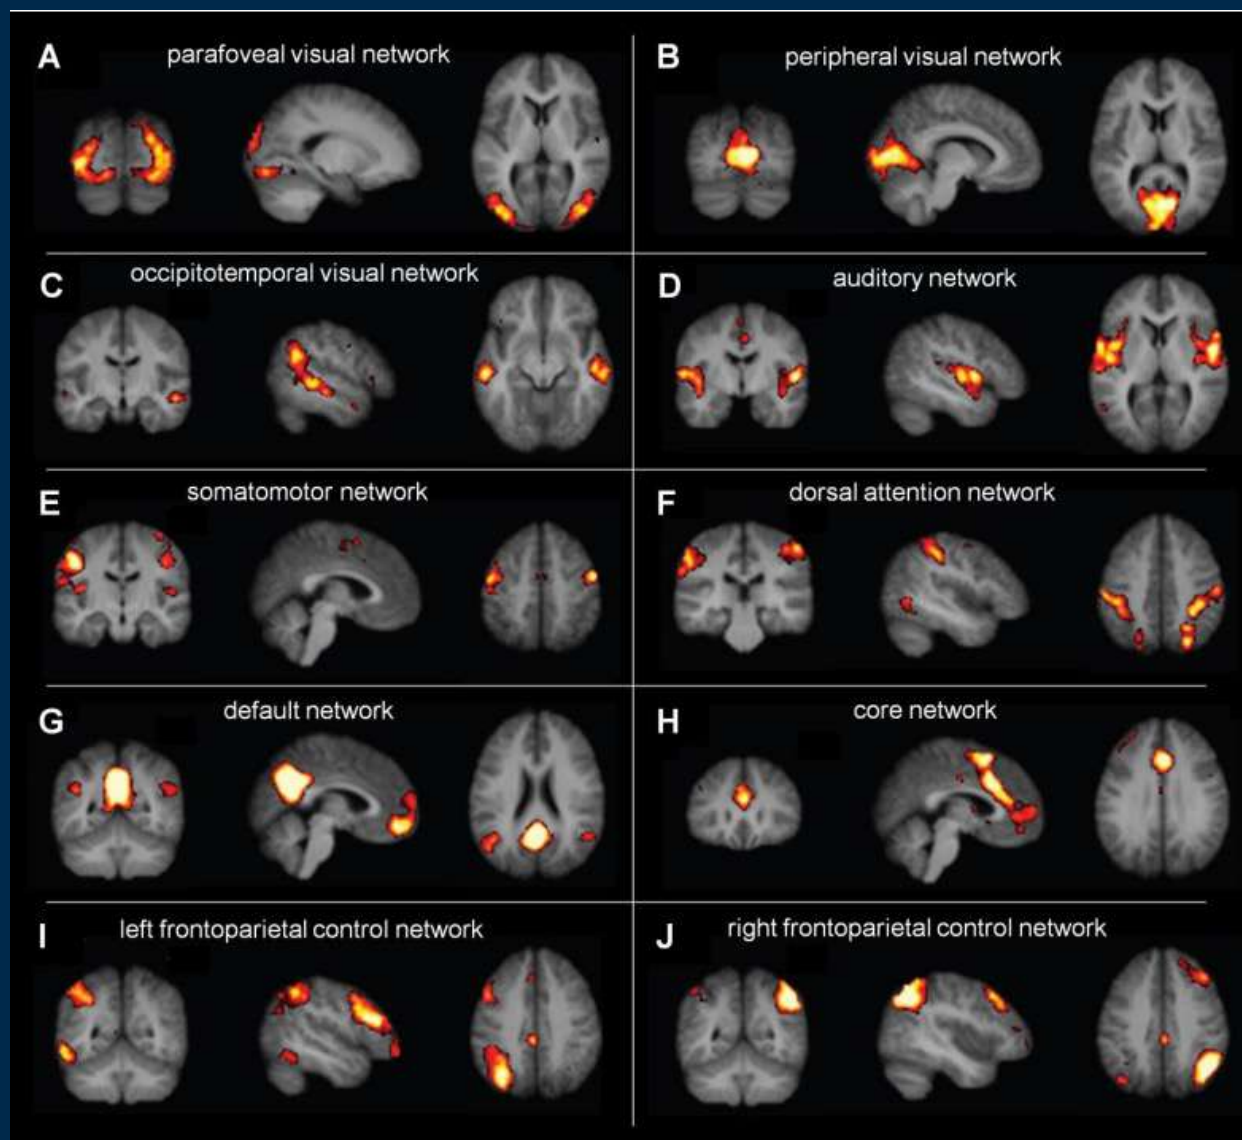 A parafoveal visual network
B peripheral visual network
C occipitotemporal visual network
D auditory network
E somatomotor network
F dorsal attention network
G default network
H core network
I left frontoparietal control network
J right frontoparietal control network